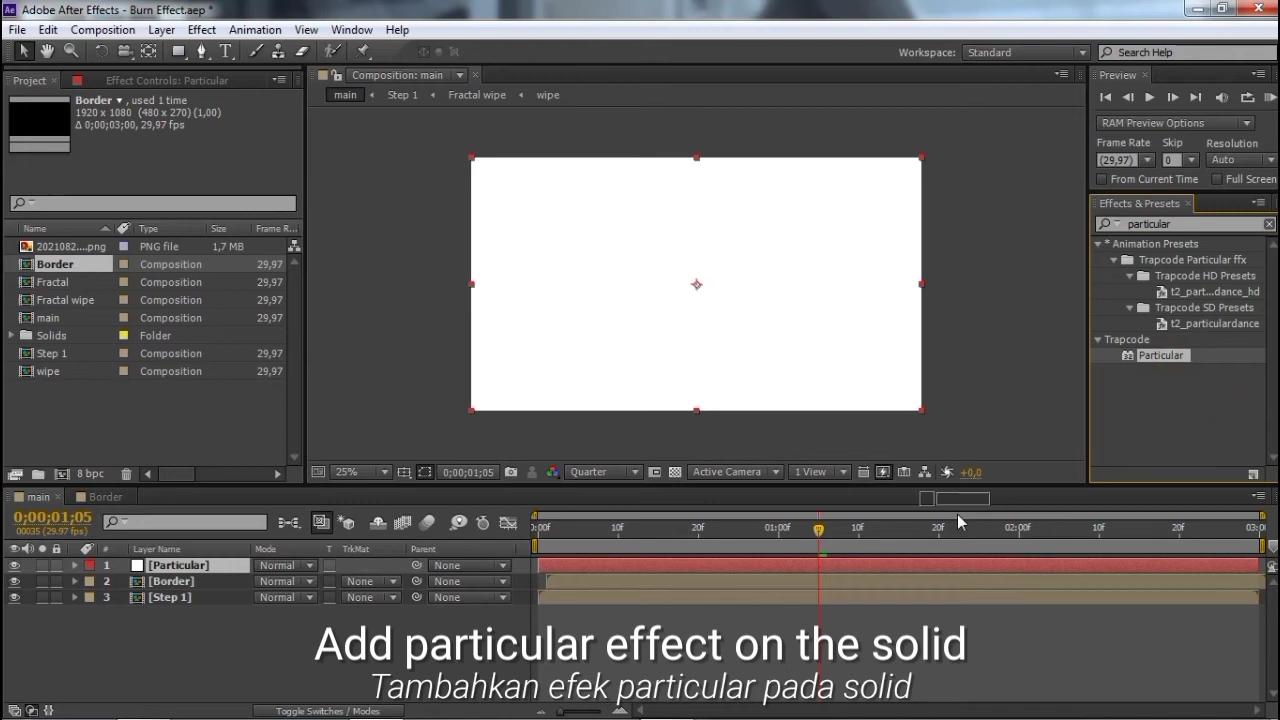 Adobe After Effects - Burn Effect.aep *
File Edit Composition Layer Effect Animation View Window Help
Workspace: Standard Search Help
Project Effect Controls: Particular
Composition: main
Preview
Border ▾ , used 1 time
1920 x 1080 (480 x 270) (1,00)
Δ 0;00;03;00, 29,97 fps
main Step 1 Fractal wipe wipe
RAM Preview Options
Frame Rate Skip Resolution
(29,97) 0 Auto
From Current Time Full Screen
Effects & Presets
particular
* Animation Presets
Trapcode Particular ffx
Trapcode HD Presets
t2_part...dance_hd
Trapcode SD Presets
t2_particulardance
Trapcode
Particular
Name Type Size Frame R...
2021082....png PNG file 1,7 MB
Border Composition 29,97
Fractal Composition 29,97
Fractal wipe Composition 29,97
main Composition 29,97
Solids Folder
Step 1 Composition 29,97
wipe Composition 29,97
8 bpc
25% 0;00;01;05 Quarter Active Camera 1 View +0,0
main Border
0;00;01;05
00035 (29.97 fps)
0:00f 10f 20f 01:00f 10f 20f 02:00f 10f 20f 03:0
# Layer Name Mode T TrkMat Parent
1 [Particular] Normal None
2 [Border] Normal None None
3 [Step 1] Normal None None
Add particular effect on the solid
Tambahkan efek particular pada solid
Toggle Switches / Modes